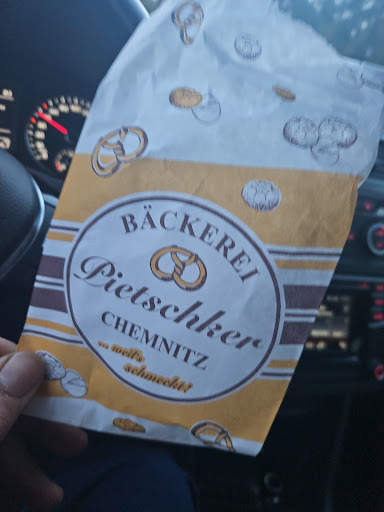 BÄCKEREI
Pietschker
CHEMNITZ
... weil's
schmeckt!